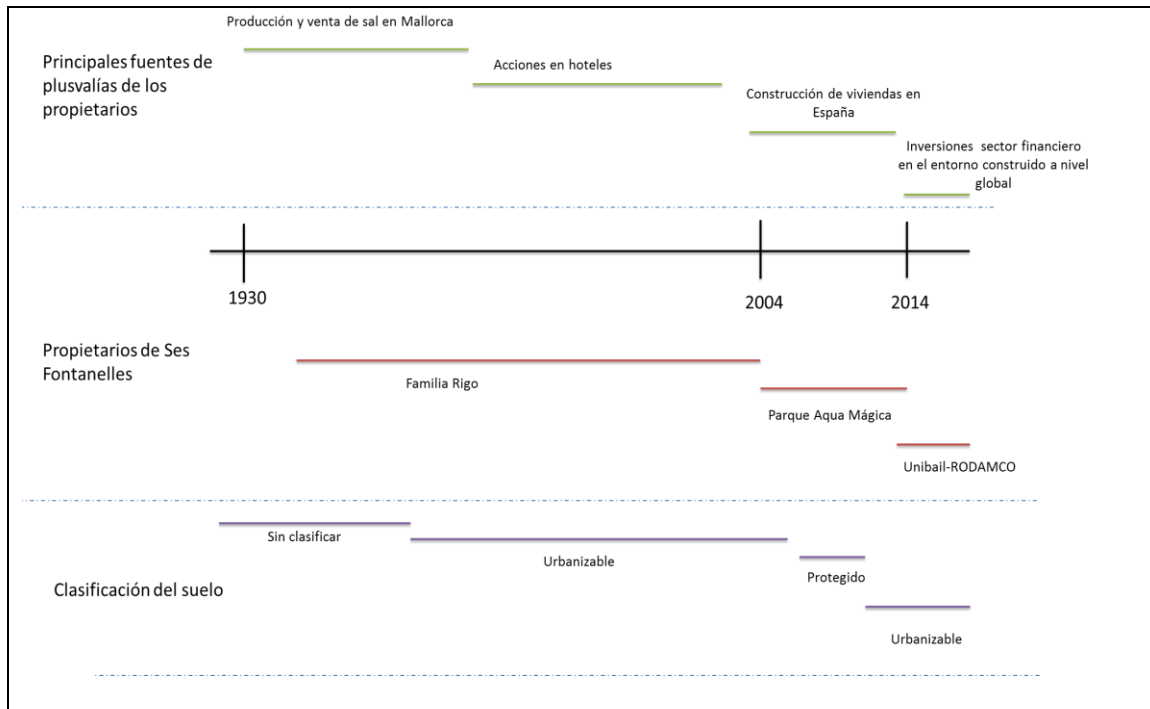 Producción y venta de sal en Mallorca
Principales fuentes de
plusvalías de los
propietarios
Acciones en hoteles
Construcción de viviendas en
España
Inversiones sector financiero
en el entorno construido a nivel
global
1930
2004
2014
Propietarios de Ses
Fontanelles
Familia Rigo
Parque Aqua Mágica
Unibail-RODAMCO
Sin clasificar
Urbanizable
Protegido
Clasificación del suelo
Urbanizable